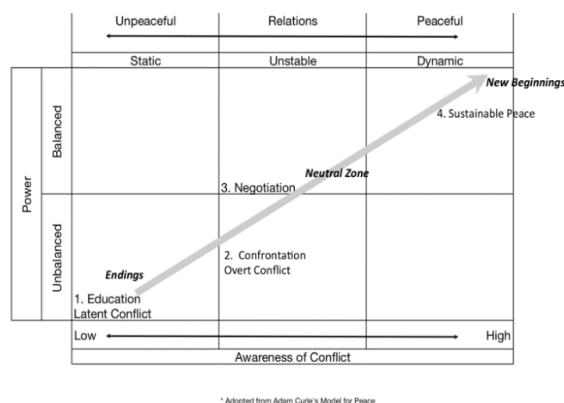 Unpeaceful Relations Peaceful
Static Unstable Dynamic
New Beginnings
4. Sustainable Peace
Balanced
Neutral Zone
3. Negotiation
Power
Unbalanced
2. Confrontation
Overt Conflict
Endings
1. Education
Latent Conflict
Low High
Awareness of Conflict
* Adopted from Adam Curle's Model for Peace